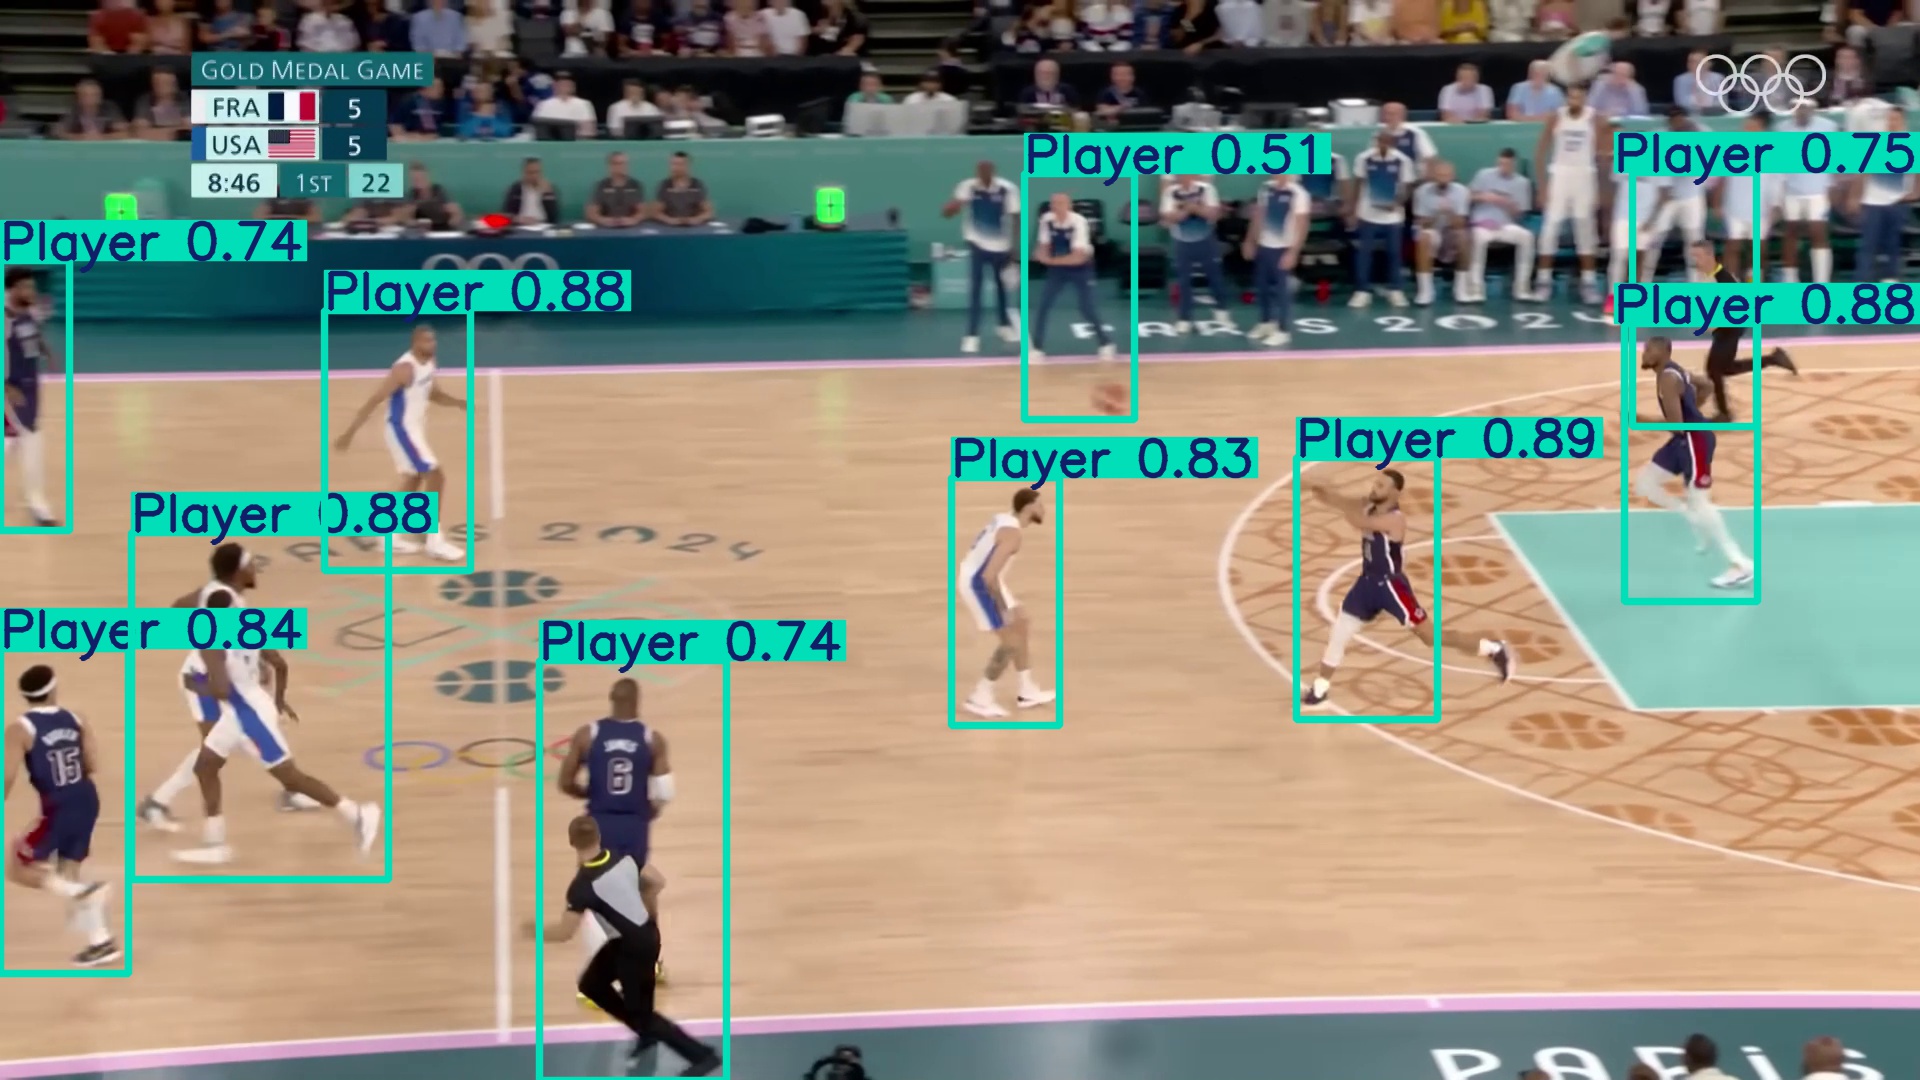 GOLD MEDAL GAME
FRA 5
USA 5
8:46 1ST 22
Player 0.51
Player 0.75
Player 0.74
Player 0.88
Player 0.88
PARIS 2024
Player 0.89
Player 0.83
Player 0.88
PARIS 2024
Player 0.84
Player 0.74
15
JAMES
6
PARIS